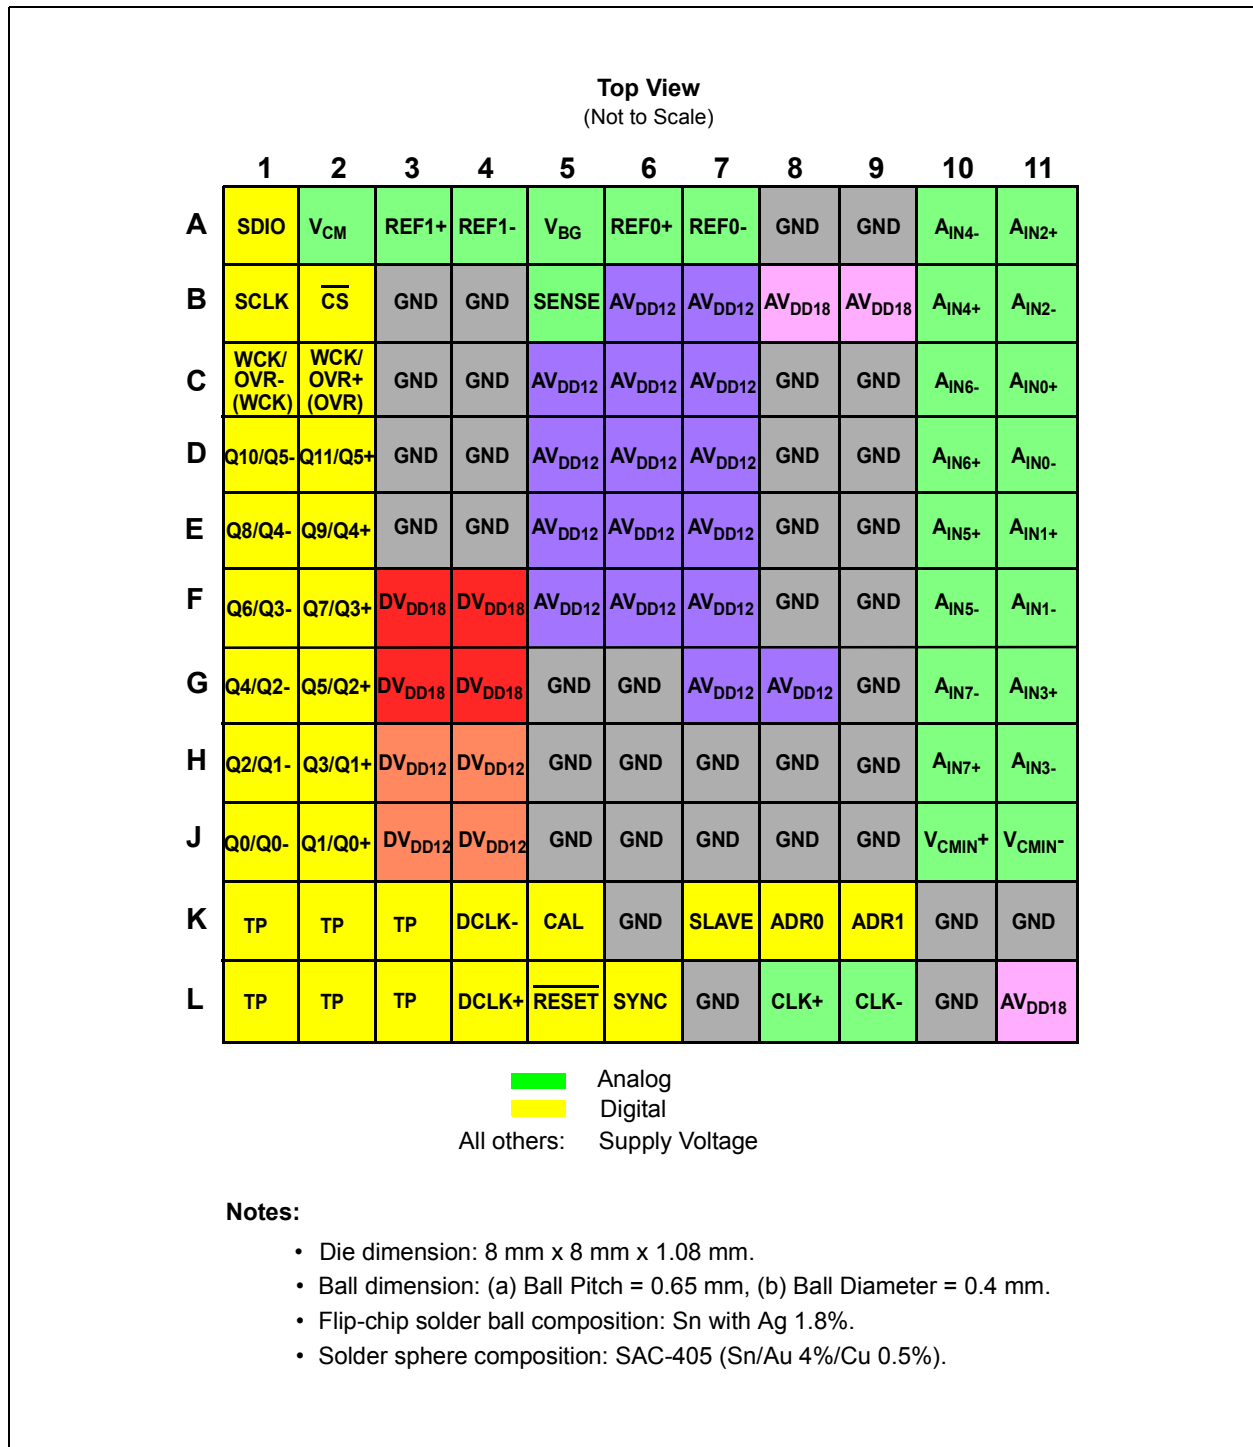 Top View
(Not to Scale)
1 2 3 4 5 6 7 8 9 10 11
A SDIO VCM REF1+ REF1- VBG REF0+ REF0- GND GND AIN4- AIN2+
B SCLK CS GND GND SENSE AVDD12 AVDD12 AVDD18 AVDD18 AIN4+ AIN2-
C WCK/OVR-(WCK) WCK/OVR+(OVR) GND GND AVDD12 AVDD12 AVDD12 GND GND AIN6- AIN0+
D Q10/Q5- Q11/Q5+ GND GND AVDD12 AVDD12 AVDD12 GND GND AIN6+ AIN0-
E Q8/Q4- Q9/Q4+ GND GND AVDD12 AVDD12 AVDD12 GND GND AIN5+ AIN1+
F Q6/Q3- Q7/Q3+ DVDD18 DVDD18 AVDD12 AVDD12 AVDD12 GND GND AIN5- AIN1-
G Q4/Q2- Q5/Q2+ DVDD18 DVDD18 GND GND AVDD12 AVDD12 GND AIN7- AIN3+
H Q2/Q1- Q3/Q1+ DVDD12 DVDD12 GND GND GND GND GND AIN7+ AIN3-
J Q0/Q0- Q1/Q0+ DVDD12 DVDD12 GND GND GND GND GND VCMIN+ VCMIN-
K TP TP TP DCLK- CAL GND SLAVE ADR0 ADR1 GND GND
L TP TP TP DCLK+ RESET SYNC GND CLK+ CLK- GND AVDD18
Analog
Digital
All others: Supply Voltage
Notes:
• Die dimension: 8 mm x 8 mm x 1.08 mm.
• Ball dimension: (a) Ball Pitch = 0.65 mm, (b) Ball Diameter = 0.4 mm.
• Flip-chip solder ball composition: Sn with Ag 1.8%.
• Solder sphere composition: SAC-405 (Sn/Au 4%/Cu 0.5%).